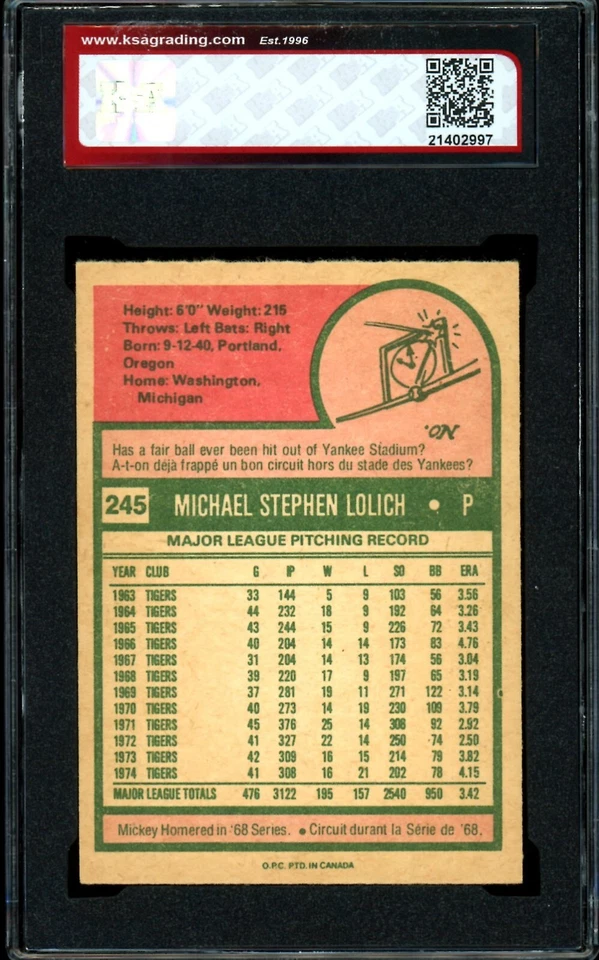 www.ksagrading.com Est.1996
21402997
Height: 6'0" Weight: 215
Throws: Left Bats: Right
Born: 9-12-40, Portland,
Oregon
Home: Washington,
Michigan
No.
Has a fair ball ever been hit out of Yankee Stadium?
A-t-on déjà frappé un bon circuit hors du stade des Yankees?
245 MICHAEL STEPHEN LOLICH • P
MAJOR LEAGUE PITCHING RECORD
YEAR CLUB G IP W L SO BB ERA
1963 TIGERS 33 144 5 9 103 56 3.56
1964 TIGERS 44 232 18 9 192 64 3.26
1965 TIGERS 43 244 15 9 226 72 3.43
1966 TIGERS 40 204 14 14 173 83 4.76
1967 TIGERS 31 204 14 13 174 56 3.04
1968 TIGERS 39 220 17 9 197 65 3.19
1969 TIGERS 37 281 19 11 271 122 3.14
1970 TIGERS 40 273 14 19 230 109 3.79
1971 TIGERS 45 376 25 14 308 92 2.92
1972 TIGERS 41 327 22 14 250 74 2.50
1973 TIGERS 42 309 16 15 214 79 3.82
1974 TIGERS 41 308 16 21 202 78 4.15
MAJOR LEAGUE TOTALS 476 3122 195 157 2540 950 3.42
Mickey Homered in '68 Series. • Circuit durant la Série de '68.
O.P.C. PTD. IN CANADA